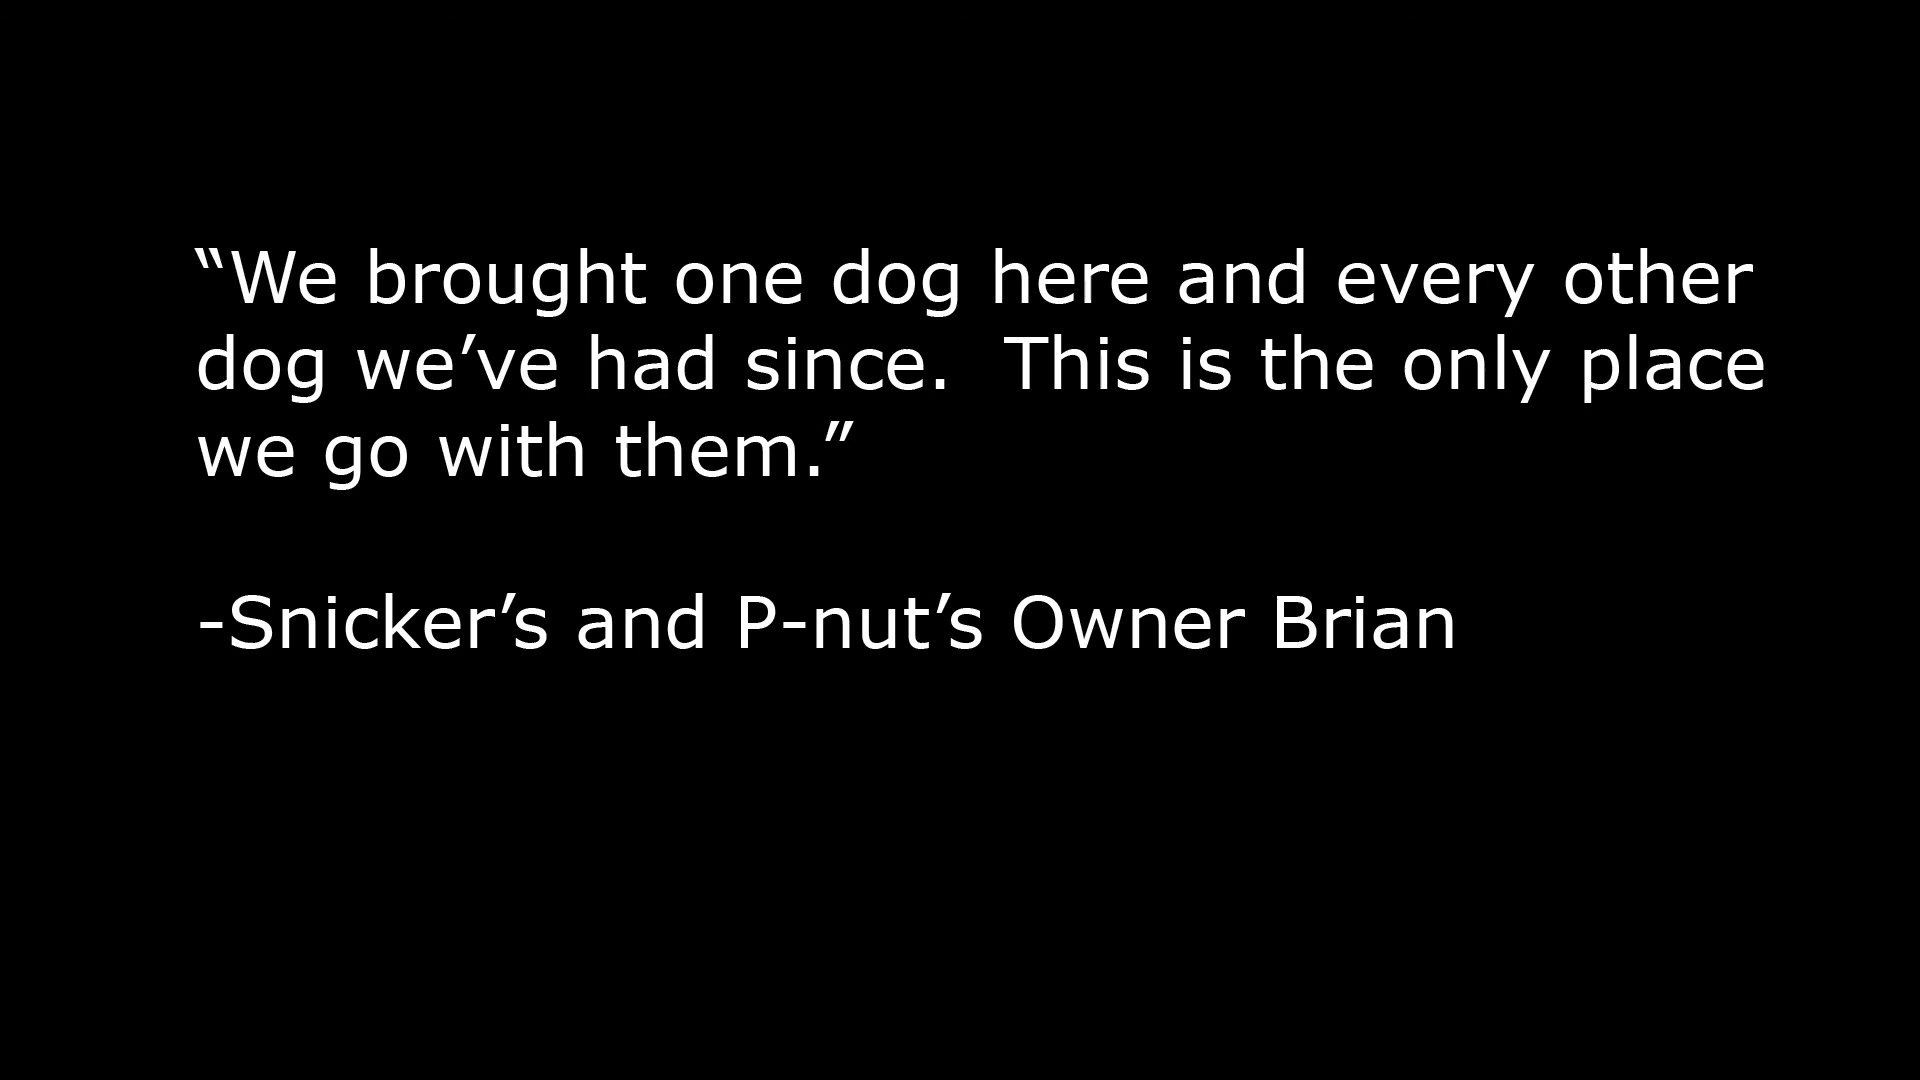 “We brought one dog here and every other
dog we’ve had since.  This is the only place
we go with them.”
-Snicker’s and P-nut’s Owner Brian